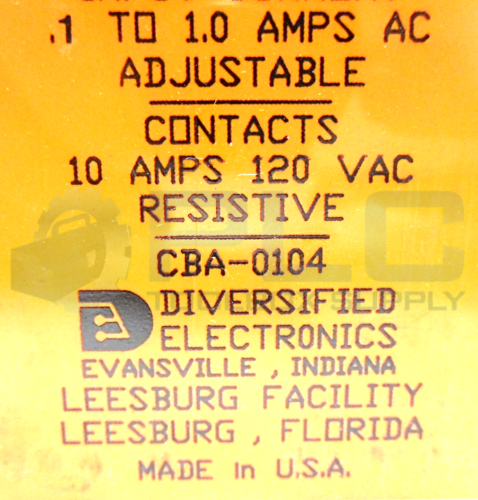 .1 TO 1.0 AMPS AC
ADJUSTABLE
CONTACTS
10 AMPS 120 VAC
RESISTIVE
CBA-0104
DIVERSIFIED
ELECTRONICS
EVANSVILLE , INDIANA
LEESBURG FACILITY
LEESBURG , FLORIDA
MADE in U.S.A.